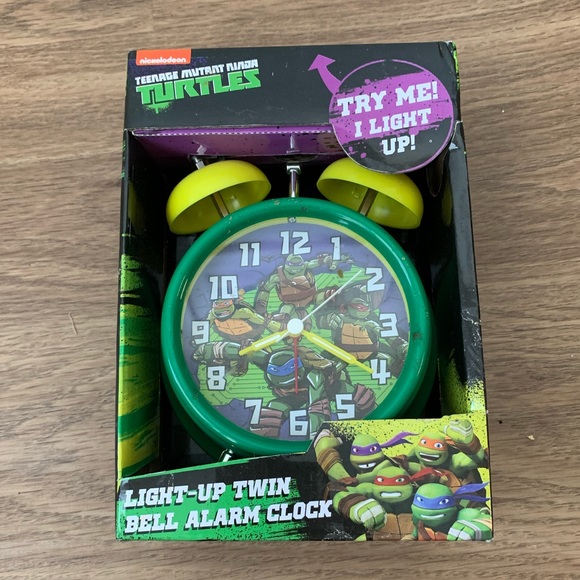 nickelodeon
TEENAGE MUTANT NINJA
TURTLES
TRY ME!
I LIGHT
UP!
12
11
1
10
2
9
3
8
4
7
5
6
LIGHT-UP TWIN
BELL ALARM CLOCK